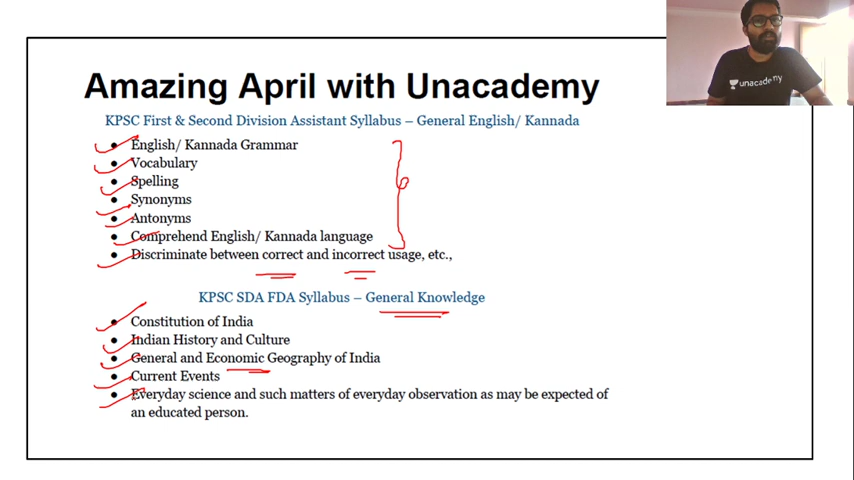 unacademy
Amazing April with Unacademy
KPSC First & Second Division Assistant Syllabus – General English/ Kannada
• English/ Kannada Grammar
• Vocabulary
• Spelling
• Synonyms
• Antonyms
• Comprehend English/ Kannada language
• Discriminate between correct and incorrect usage, etc.,
KPSC SDA FDA Syllabus – General Knowledge
• Constitution of India
• Indian History and Culture
• General and Economic Geography of India
• Current Events
• Everyday science and such matters of everyday observation as may be expected of
an educated person.